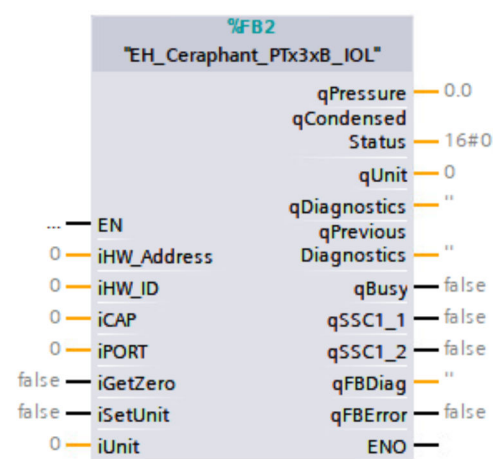 %FB2
"EH_Ceraphant_PTx3xB_IOL"
qPressure 0.0
qCondensed
Status 16#0
qUnit 0
qDiagnostics ''
... EN
qPrevious
0 iHW_Address Diagnostics ''
0 iHW_ID qBusy false
0 iCAP qSSC1_1 false
0 iPORT qSSC1_2 false
false iGetZero qFBDiag ''
false iSetUnit qFBError false
0 iUnit ENO